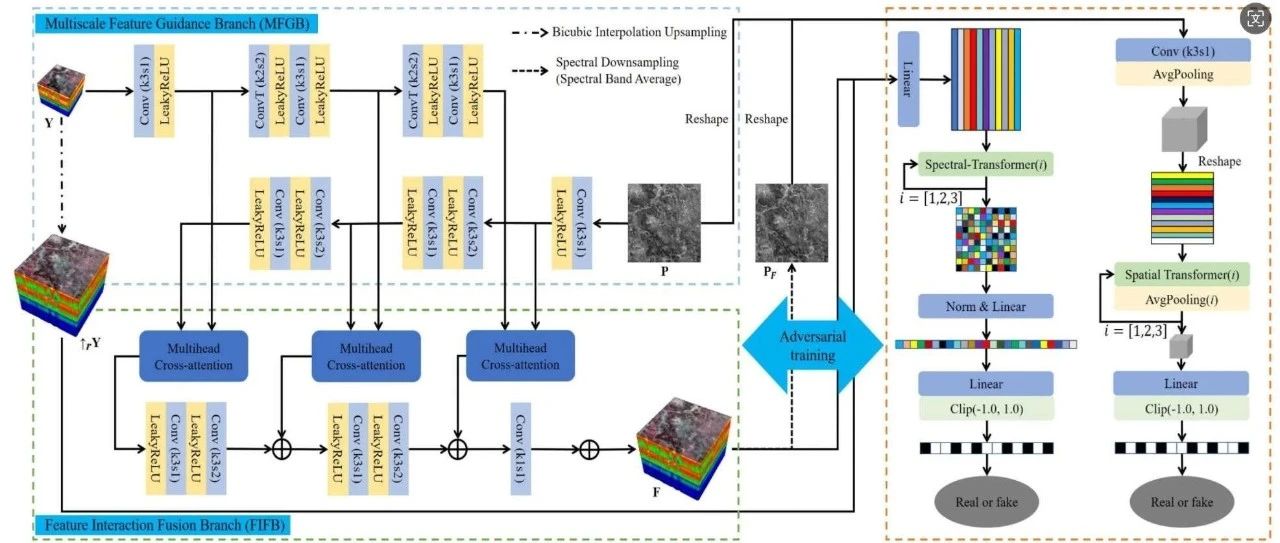 Multiscale Feature Guidance Branch (MFGB)
Bicubic Interpolation Upsampling
Spectral Downsampling
(Spectral Band Average)
Y
Conv (k3s1)
LeakyReLU
ConvT (k2s2)
LeakyReLU
Conv (k3s1)
LeakyReLU
ConvT (k2s2)
LeakyReLU
Conv (k3s1)
LeakyReLU
Conv (k3s1)
LeakyReLU
Conv (k3s2)
LeakyReLU
Conv (k3s1)
LeakyReLU
Conv (k3s2)
LeakyReLU
Conv (k3s1)
P
Reshape
Reshape
P_F
↑rY
Multihead
Cross-attention
Multihead
Cross-attention
Multihead
Cross-attention
LeakyReLU
Conv (k3s1)
LeakyReLU
Conv (k3s2)
LeakyReLU
Conv (k3s1)
LeakyReLU
Conv (k3s2)
Conv (k1s1)
F
Feature Interaction Fusion Branch (FIFB)
Adversarial
training
Linear
Spectral-Transformer(i)
i = [1,2,3]
Norm & Linear
Linear
Clip(-1.0, 1.0)
Real or fake
Conv (k3s1)
AvgPooling
Reshape
Spatial Transformer(i)
AvgPooling(i)
i = [1,2,3]
Linear
Clip(-1.0, 1.0)
Real or fake